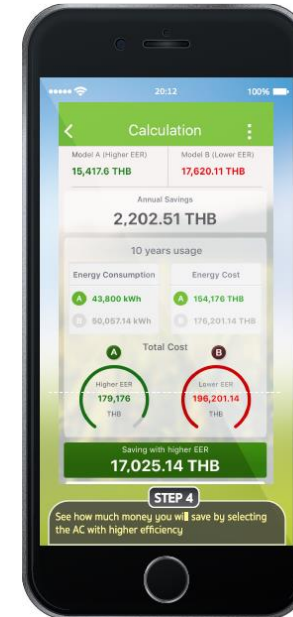 20:12
100%
Calculation
Model A (Higher EER)
Model B (Lower EER)
15,417.6 THB
17,620.11 THB
Annual Savings
2,202.51 THB
10 years usage
Energy Consumption
Energy Cost
A 43,800 kWh
A 154,176 THB
B 50,057.14 kWh
B 176,201.14 THB
Total Cost
A
B
Higher EER
Lower EER
179,176
196,201.14
THB
THB
Saving with higher EER
17,025.14 THB
STEP 4
See how much money you will save by selecting
the AC with higher efficiency